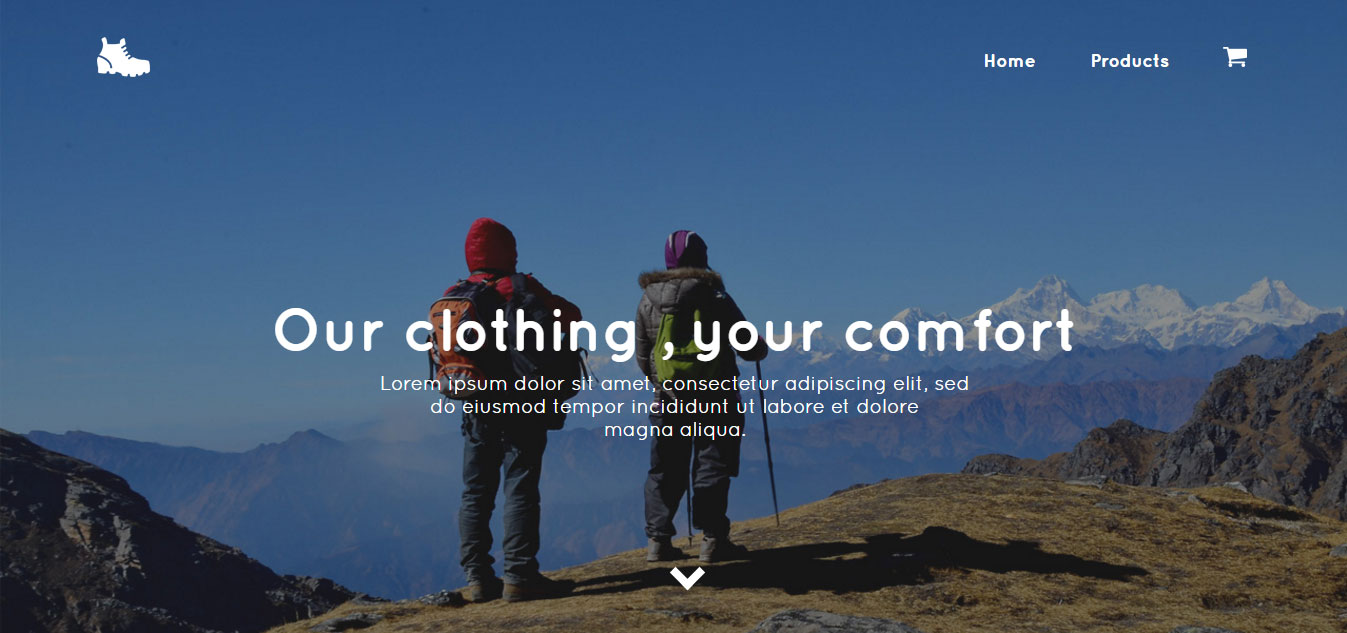 Home
Products
Our clothing , your comfort
Lorem ipsum dolor sit amet, consectetur adipiscing elit, sed
do eiusmod tempor incididunt ut labore et dolore
magna aliqua.